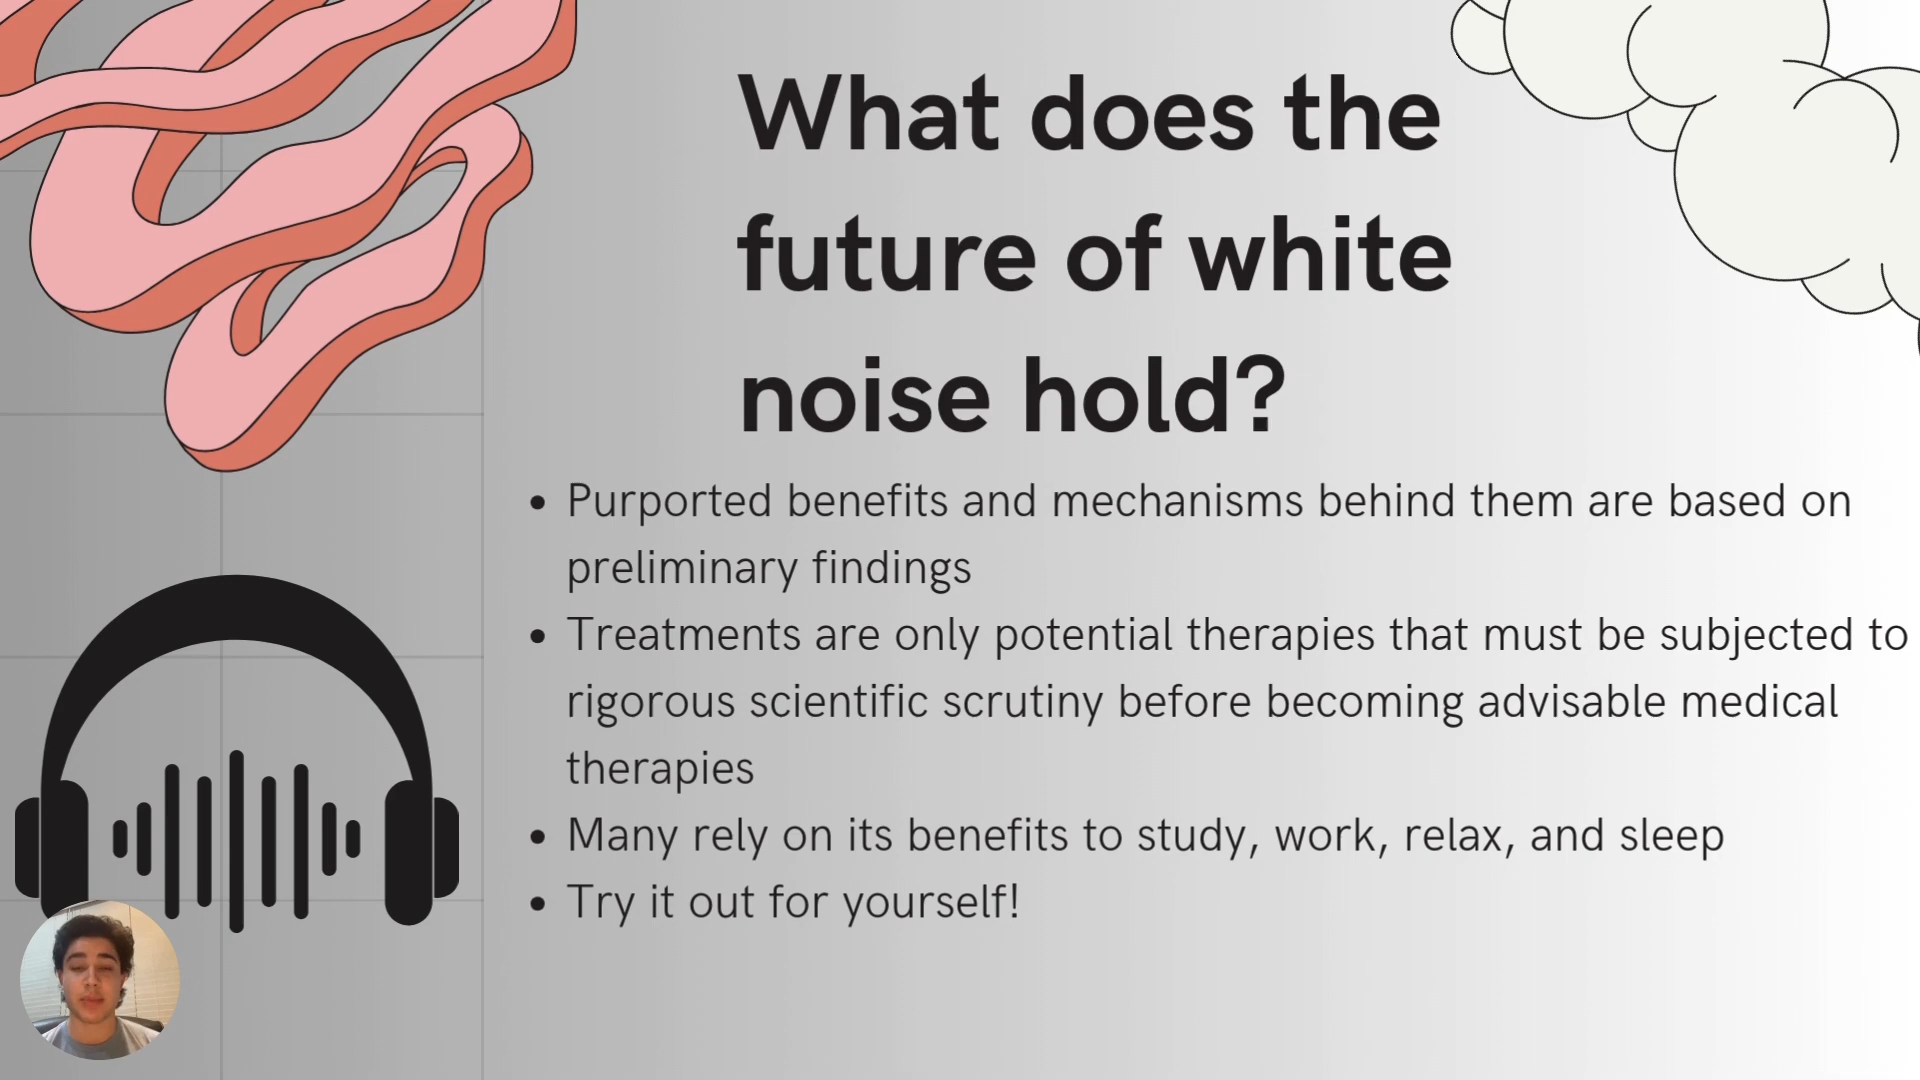 What does the
future of white
noise hold?
• Purported benefits and mechanisms behind them are based on
preliminary findings
• Treatments are only potential therapies that must be subjected to
rigorous scientific scrutiny before becoming advisable medical
therapies
• Many rely on its benefits to study, work, relax, and sleep
• Try it out for yourself!